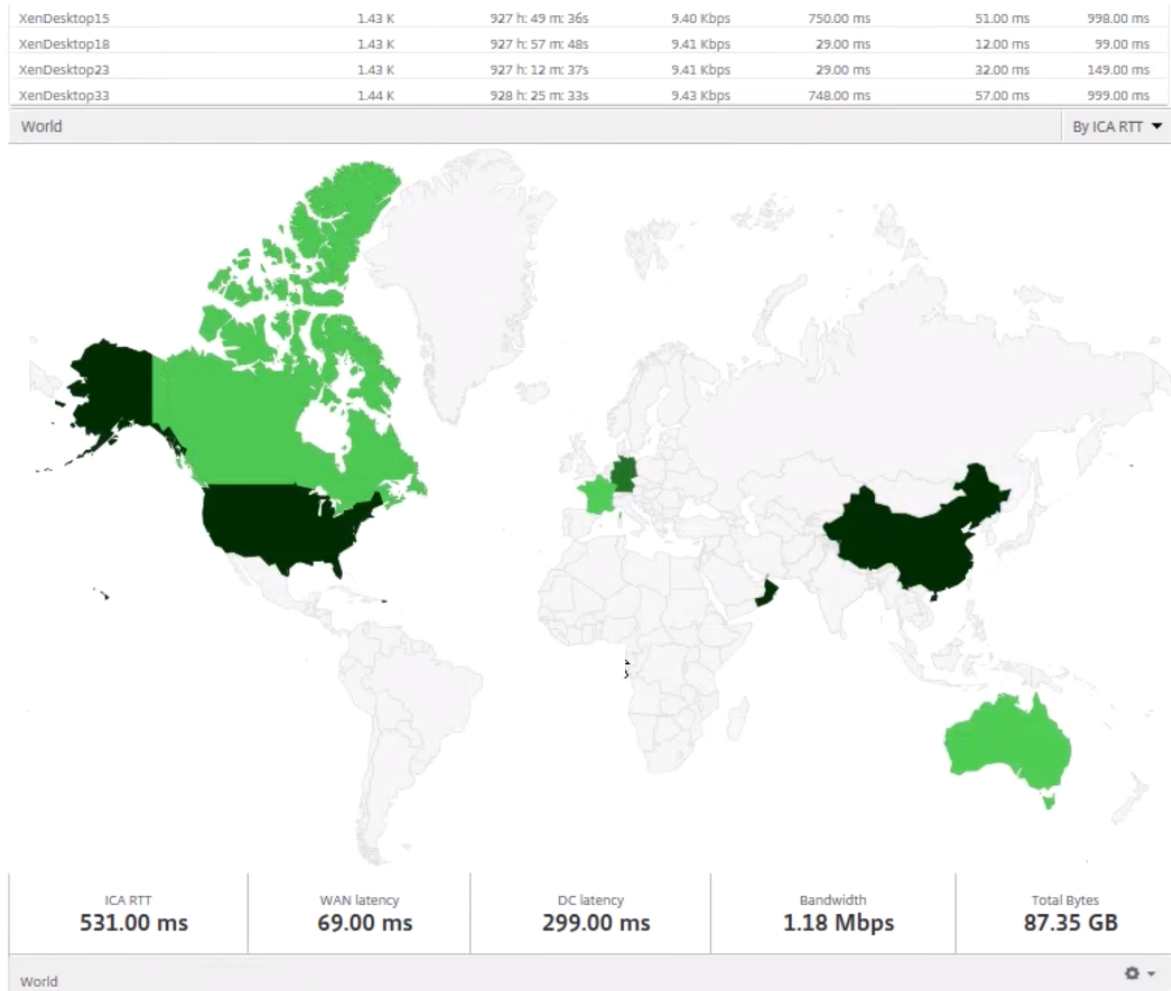 XenDesktop15 1.43 K 927 h: 49 m: 36s 9.40 Kbps 750.00 ms 51.00 ms 998.00 ms
XenDesktop18 1.43 K 927 h: 57 m: 48s 9.41 Kbps 29.00 ms 12.00 ms 99.00 ms
XenDesktop23 1.43 K 927 h: 12 m: 37s 9.41 Kbps 29.00 ms 32.00 ms 149.00 ms
XenDesktop33 1.44 K 928 h: 25 m: 33s 9.43 Kbps 748.00 ms 57.00 ms 999.00 ms
World By ICA RTT
ICA RTT WAN latency DC latency Bandwidth Total Bytes
531.00 ms 69.00 ms 299.00 ms 1.18 Mbps 87.35 GB
World